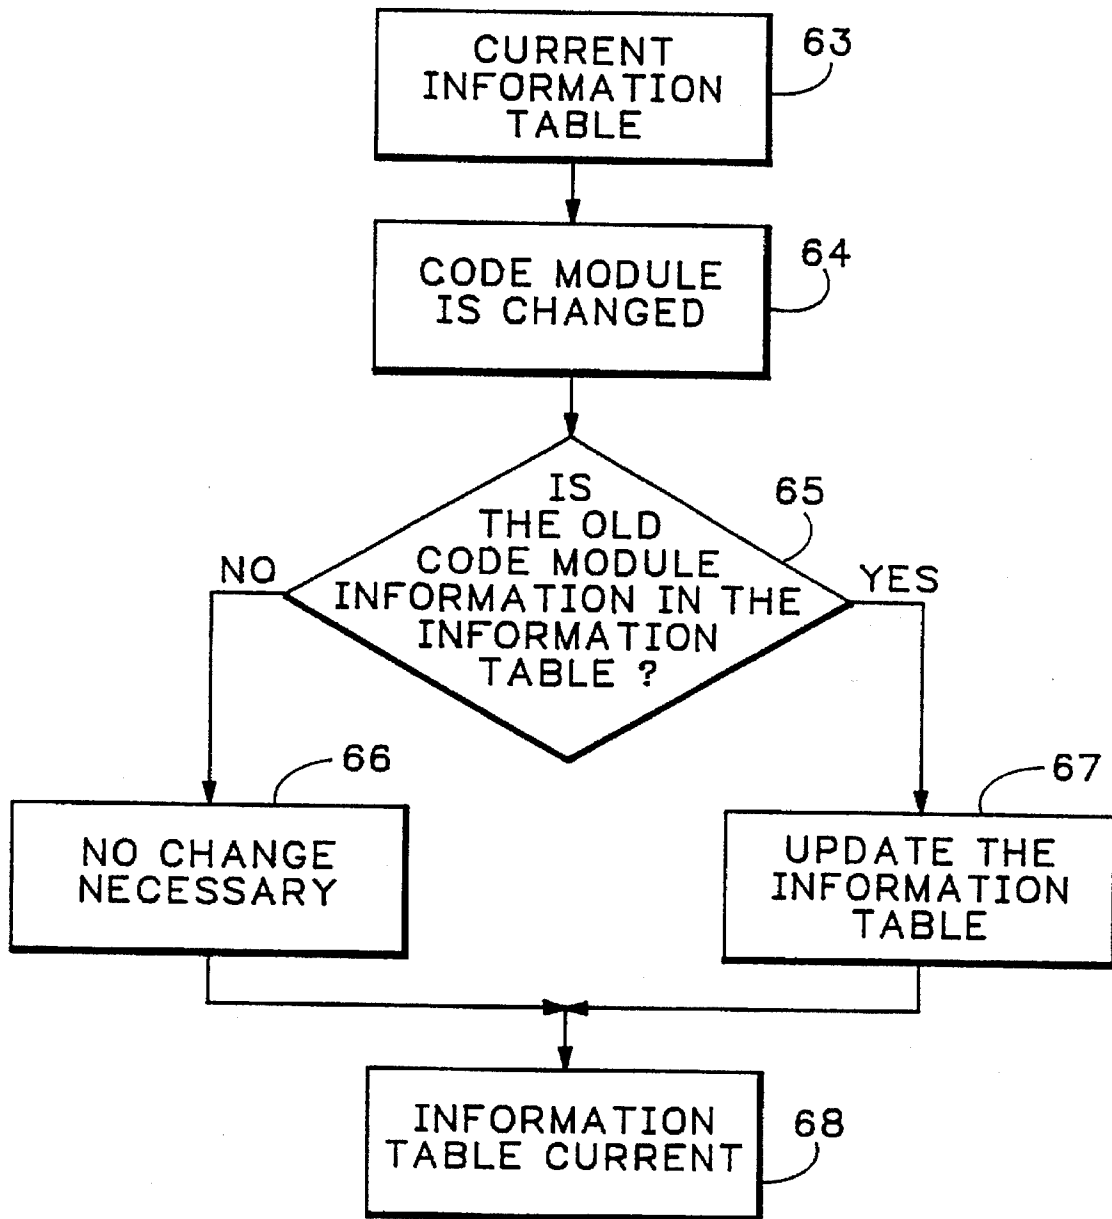 CURRENT
INFORMATION
TABLE
63
CODE MODULE
IS CHANGED
64
IS
THE OLD
CODE MODULE
INFORMATION IN THE
INFORMATION
TABLE ?
65
NO
YES
66
NO CHANGE
NECESSARY
67
UPDATE THE
INFORMATION
TABLE
INFORMATION
TABLE CURRENT
68